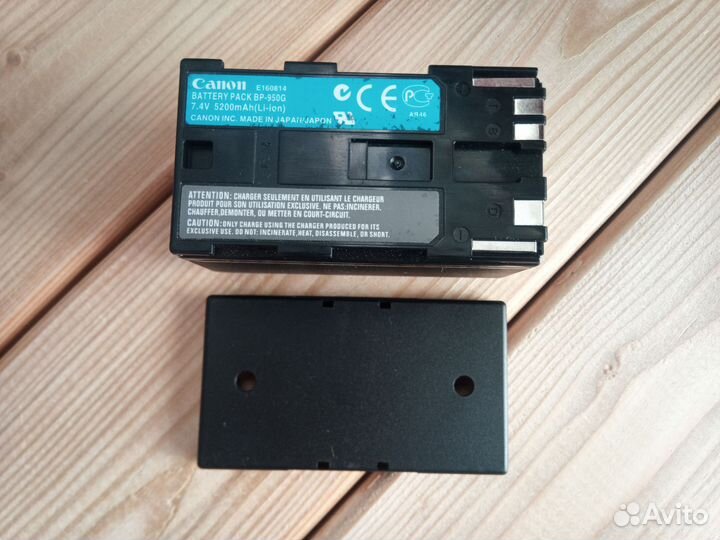 Canon E160814
BATTERY PACK BP-950G
7.4V 5200mAh(Li-ion)
CANON INC. MADE IN JAPAN/JAPON
CE
AR46
ATTENTION: CHARGER SEULEMENT EN UTILISANT LE CHARGEUR
PRODUIT POUR SON UTILISATION EXCLUSIVE. NE PAS:INCINERER,
CHAUFFER,DEMONTER, OU METTRE EN COURT-CIRCUIT.
CAUTION: ONLY CHARGE USING THE CHARGER PRODUCED FOR ITS EXCLUSIVE
USE. DO NOT: INCINERATE,HEAT, DISASSEMBLE, OR SHORT.
Avito